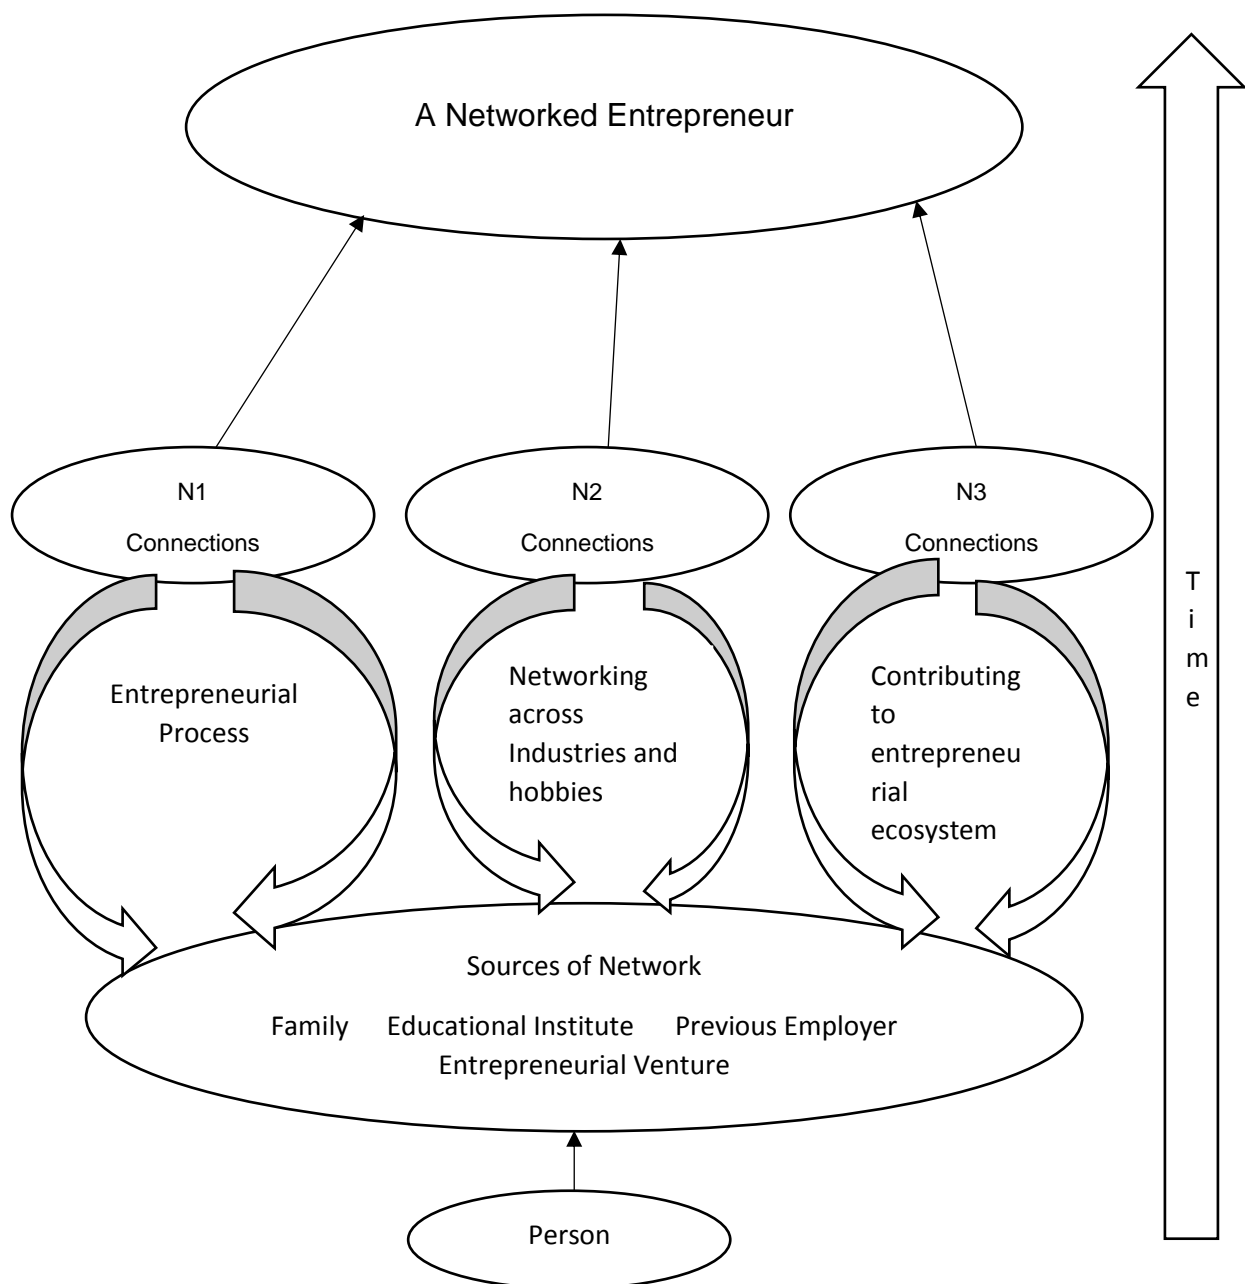 A Networked Entrepreneur
N1
Connections
N2
Connections
N3
Connections
Entrepreneurial
Process
Networking
across
Industries and
hobbies
Contributing
to
entrepreneu
rial
ecosystem
T
i
m
e
Sources of Network
Family Educational Institute Previous Employer
Entrepreneurial Venture
Person